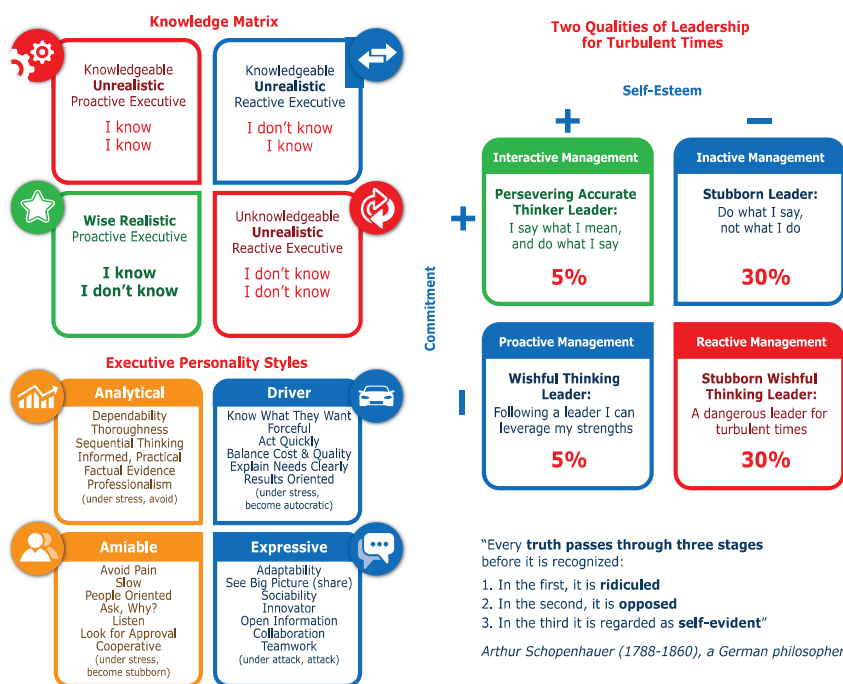 Knowledge Matrix
Knowledgeable
Unrealistic
Proactive Executive
I know
I know
Knowledgeable
Unrealistic
Reactive Executive
I don't know
I know
Wise Realistic
Proactive Executive
I know
I don't know
Unknowledgeable
Unrealistic
Reactive Executive
I don't know
I don't know
Executive Personality Styles
Analytical
Dependability
Thoroughness
Sequential Thinking
Informed, Practical
Factual Evidence
Professionalism
(under stress, avoid)
Driver
Know What They Want
Forceful
Act Quickly
Balance Cost & Quality
Explain Needs Clearly
Results Oriented
(under stress,
become autocratic)
Amiable
Avoid Pain
Slow
People Oriented
Ask, Why?
Listen
Look for Approval
Cooperative
(under stress,
become stubborn)
Expressive
Adaptability
See Big Picture (share)
Sociability
Innovator
Open Information
Collaboration
Teamwork
(under attack, attack)
Two Qualities of Leadership
for Turbulent Times
Self-Esteem
+ −
Commitment
+
Interactive Management
Persevering Accurate
Thinker Leader:
I say what I mean,
and do what I say
5%
Inactive Management
Stubborn Leader:
Do what I say,
not what I do
30%
−
Proactive Management
Wishful Thinking
Leader:
Following a leader I can
leverage my strengths
5%
Reactive Management
Stubborn Wishful
Thinking Leader:
A dangerous leader for
turbulent times
30%
"Every truth passes through three stages
before it is recognized:
1. In the first, it is ridiculed
2. In the second, it is opposed
3. In the third it is regarded as self-evident"
Arthur Schopenhauer (1788-1860), a German philosopher